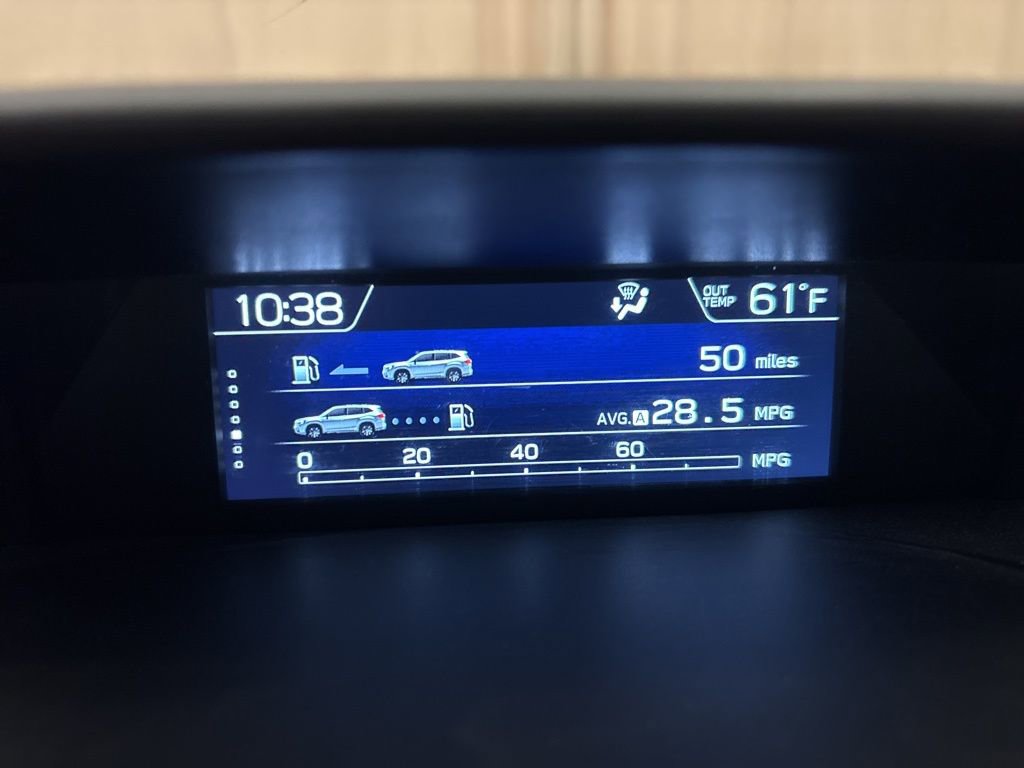 10:38
OUT TEMP 61°F
50 miles
AVG. A 28.5 MPG
0 20 40 60
MPG